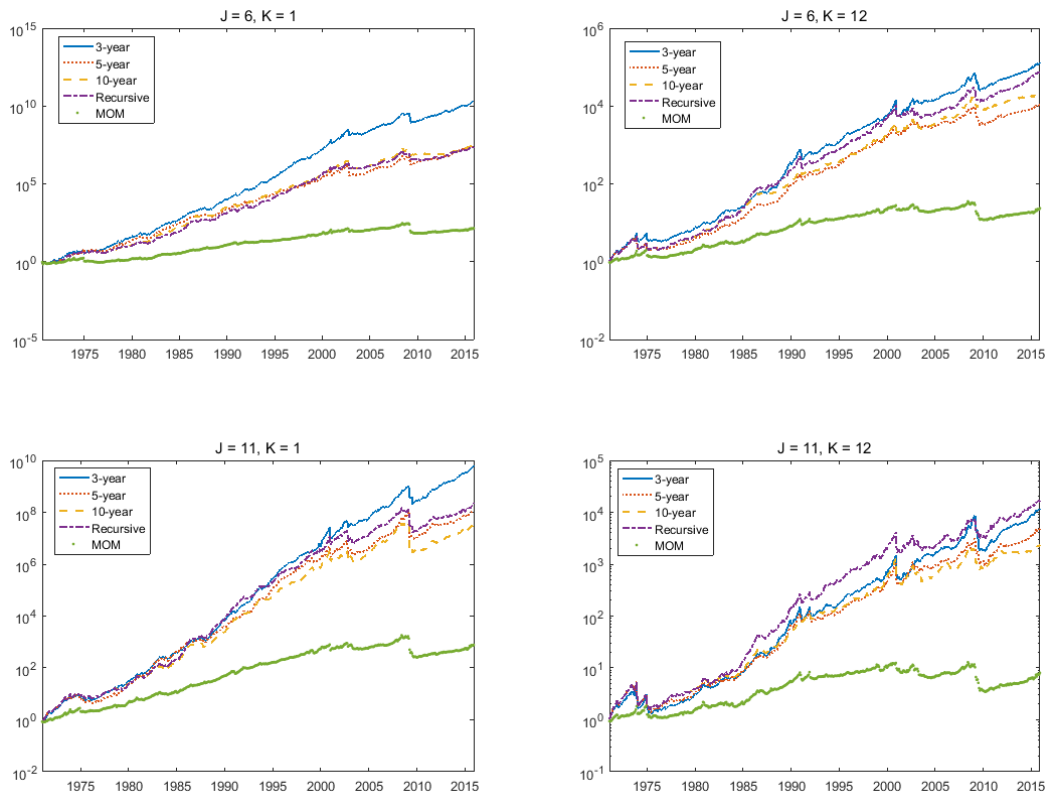 J = 6, K = 1
10^15
10^10
10^5
10^0
10^-5
3-year
5-year
10-year
Recursive
MOM
1975 1980 1985 1990 1995 2000 2005 2010 2015
J = 6, K = 12
10^6
10^4
10^2
10^0
10^-2
3-year
5-year
10-year
Recursive
MOM
1975 1980 1985 1990 1995 2000 2005 2010 2015
J = 11, K = 1
10^10
10^8
10^6
10^4
10^2
10^0
10^-2
3-year
5-year
10-year
Recursive
MOM
1975 1980 1985 1990 1995 2000 2005 2010 2015
J = 11, K = 12
10^5
10^4
10^3
10^2
10^1
10^0
10^-1
3-year
5-year
10-year
Recursive
MOM
1975 1980 1985 1990 1995 2000 2005 2010 2015